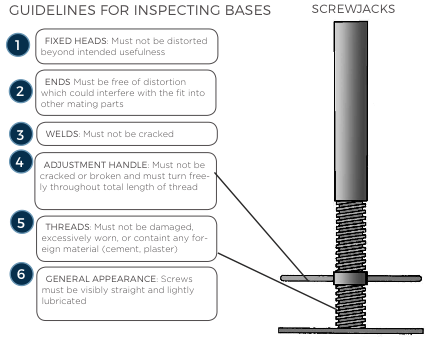 GUIDELINES FOR INSPECTING BASES
SCREWJACKS
1
FIXED HEADS: Must not be distorted
beyond intended usefulness
2
ENDS Must be free of distortion
which could interfere with the fit into
other mating parts
3
WELDS: Must not be cracked
4
ADJUSTMENT HANDLE: Must not be
cracked or broken and must turn free-
ly throughout total length of thread
5
THREADS: Must not be damaged,
excessively worn, or containt any for-
eign material (cement, plaster)
6
GENERAL APPEARANCE: Screws
must be visibly straight and lightly
lubricated